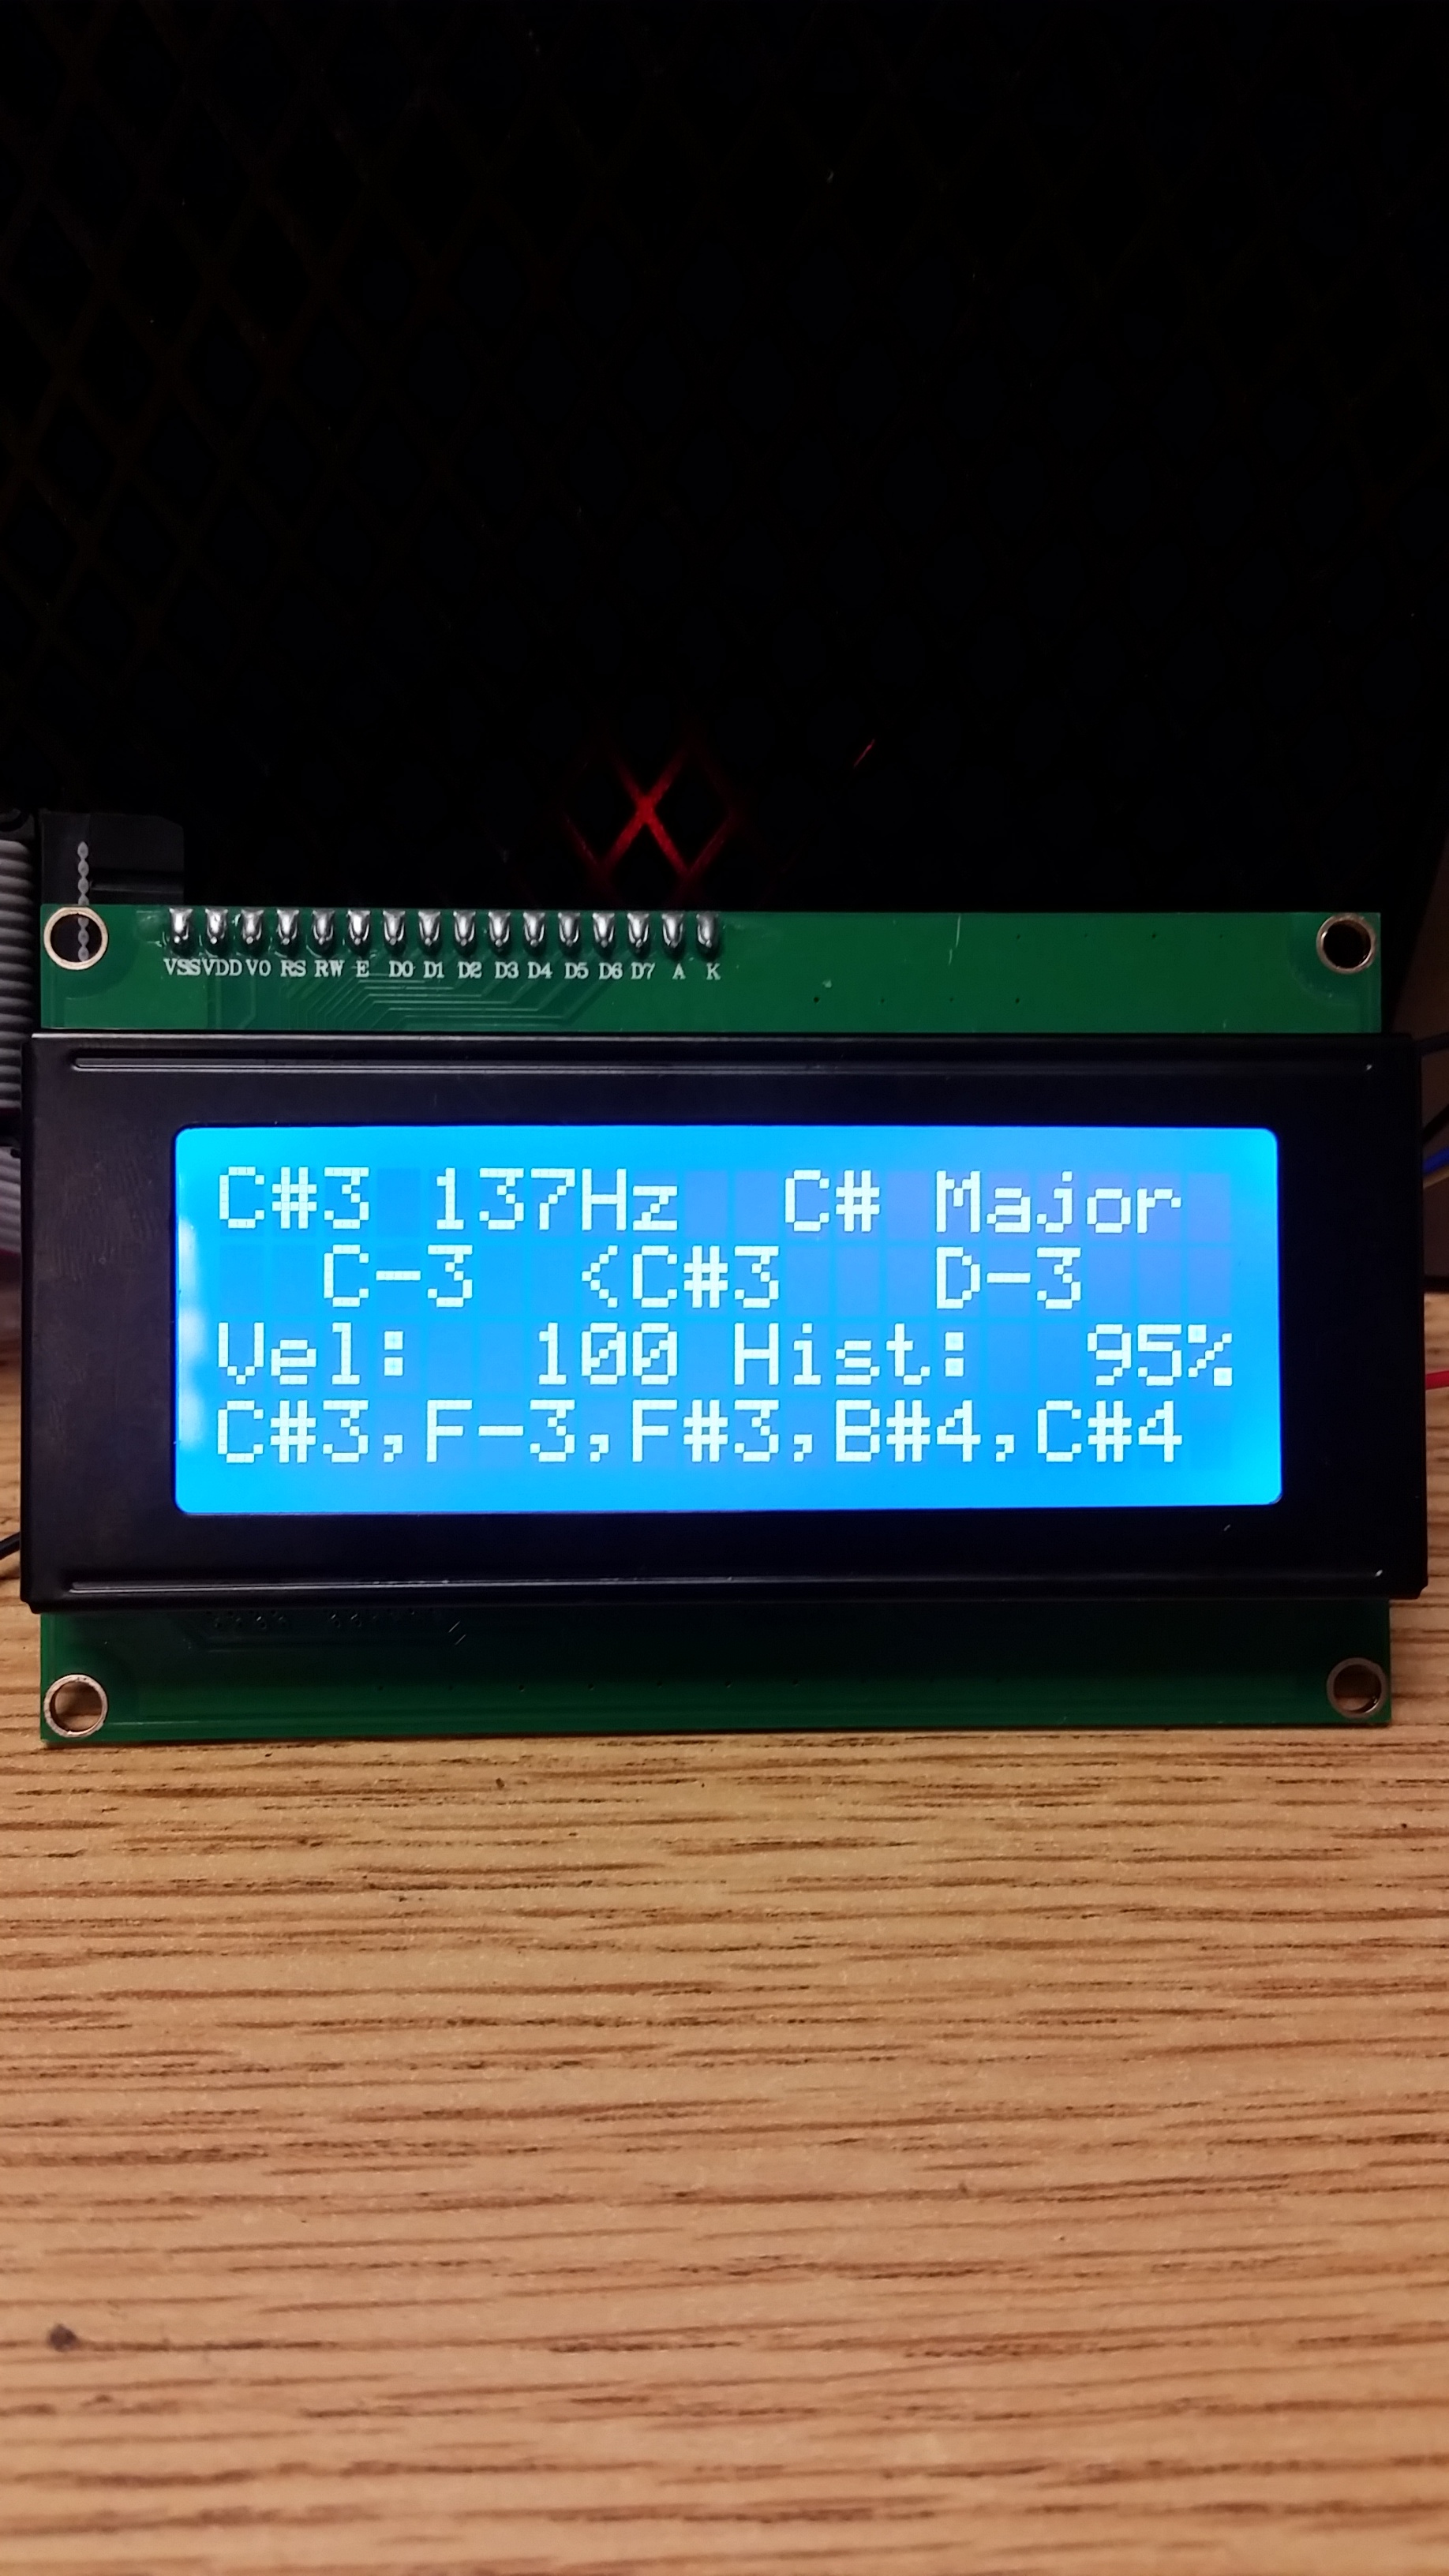 VSS VDD V0 RS RW E D0 D1 D2 D3 D4 D5 D6 D7 A K
C#3 137Hz  C# Major
C-3  <C#3   D-3
Vel:  100 Hist:  95%
C#3,F-3,F#3,B#4,C#4